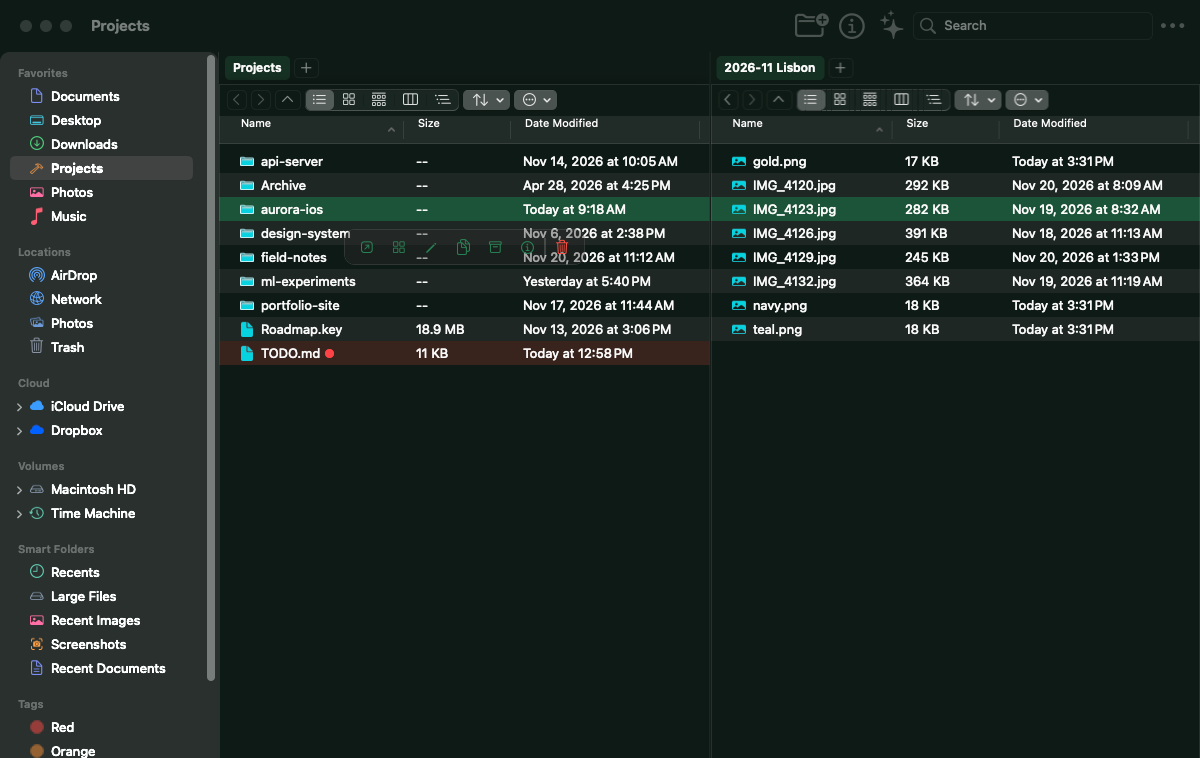 Projects
Search
Favorites
Documents
Desktop
Downloads
Projects
Photos
Music
Locations
AirDrop
Network
Photos
Trash
Cloud
iCloud Drive
Dropbox
Volumes
Macintosh HD
Time Machine
Smart Folders
Recents
Large Files
Recent Images
Screenshots
Recent Documents
Tags
Red
Orange
Projects
Name Size Date Modified
api-server -- Nov 14, 2026 at 10:05 AM
Archive -- Apr 28, 2026 at 4:25 PM
aurora-ios -- Today at 9:18 AM
design-system -- Nov 6, 2026 at 2:38 PM
field-notes -- Nov 20, 2026 at 11:12 AM
ml-experiments -- Yesterday at 5:40 PM
portfolio-site -- Nov 17, 2026 at 11:44 AM
Roadmap.key 18.9 MB Nov 13, 2026 at 3:06 PM
TODO.md 11 KB Today at 12:58 PM
2026-11 Lisbon
Name Size Date Modified
gold.png 17 KB Today at 3:31 PM
IMG_4120.jpg 292 KB Nov 20, 2026 at 8:09 AM
IMG_4123.jpg 282 KB Nov 19, 2026 at 8:32 AM
IMG_4126.jpg 391 KB Nov 18, 2026 at 11:13 AM
IMG_4129.jpg 245 KB Nov 20, 2026 at 1:33 PM
IMG_4132.jpg 364 KB Nov 19, 2026 at 11:19 AM
navy.png 18 KB Today at 3:31 PM
teal.png 18 KB Today at 3:31 PM